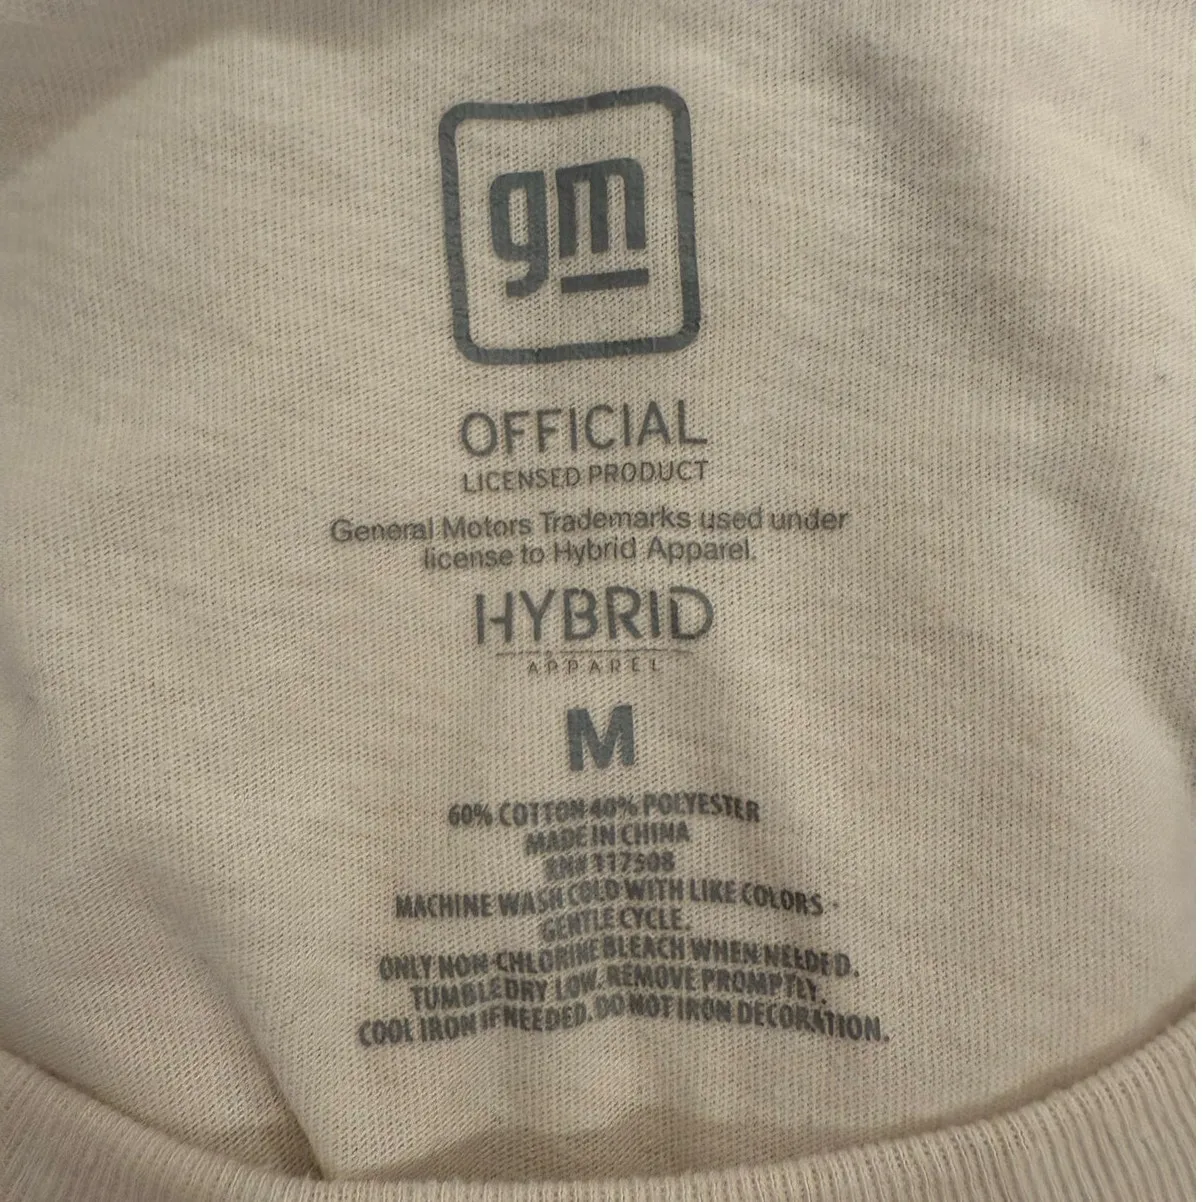 gm
OFFICIAL
LICENSED PRODUCT
General Motors Trademarks used under
license to Hybrid Apparel.
HYBRID
APPAREL
M
60% COTTON 40% POLYESTER
MADE IN CHINA
RN# 117508
MACHINE WASH COLD WITH LIKE COLORS -
GENTLE CYCLE.
ONLY NON-CHLORINE BLEACH WHEN NEEDED.
TUMBLE DRY LOW. REMOVE PROMPTLY.
COOL IRON IF NEEDED. DO NOT IRON DECORATION.